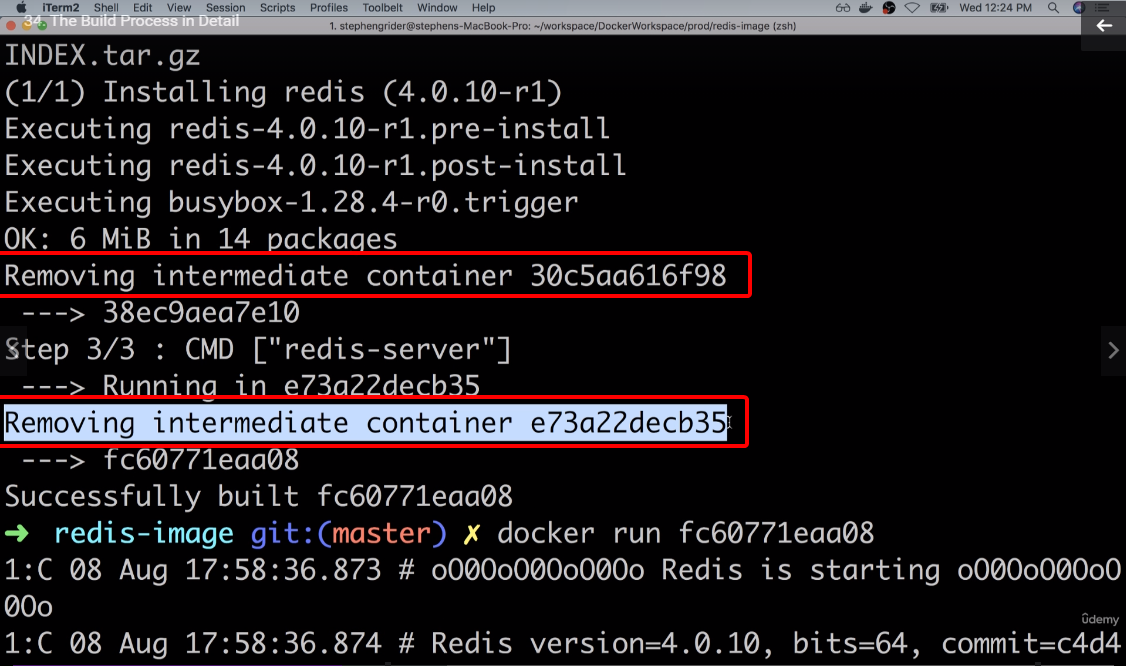 iTerm2 Shell Edit View Session Scripts Profiles Toolbelt Window Help Wed 12:24 PM
34. The Build Process in Detail
1. stephengrider@stephens-MacBook-Pro: ~/workspace/DockerWorkspace/prod/redis-image (zsh)
INDEX.tar.gz
(1/1) Installing redis (4.0.10-r1)
Executing redis-4.0.10-r1.pre-install
Executing redis-4.0.10-r1.post-install
Executing busybox-1.28.4-r0.trigger
OK: 6 MiB in 14 packages
Removing intermediate container 30c5aa616f98
---> 38ec9aea7e10
Step 3/3 : CMD ["redis-server"]
---> Running in e73a22decb35
Removing intermediate container e73a22decb35
---> fc60771eaa08
Successfully built fc60771eaa08
➜ redis-image git:(master) ✗ docker run fc60771eaa08
1:C 08 Aug 17:58:36.873 # oO0OoO0OoO0Oo Redis is starting oO0OoO0OoO
0Oo
1:C 08 Aug 17:58:36.874 # Redis version=4.0.10, bits=64, commit=c4d4
ûdemy